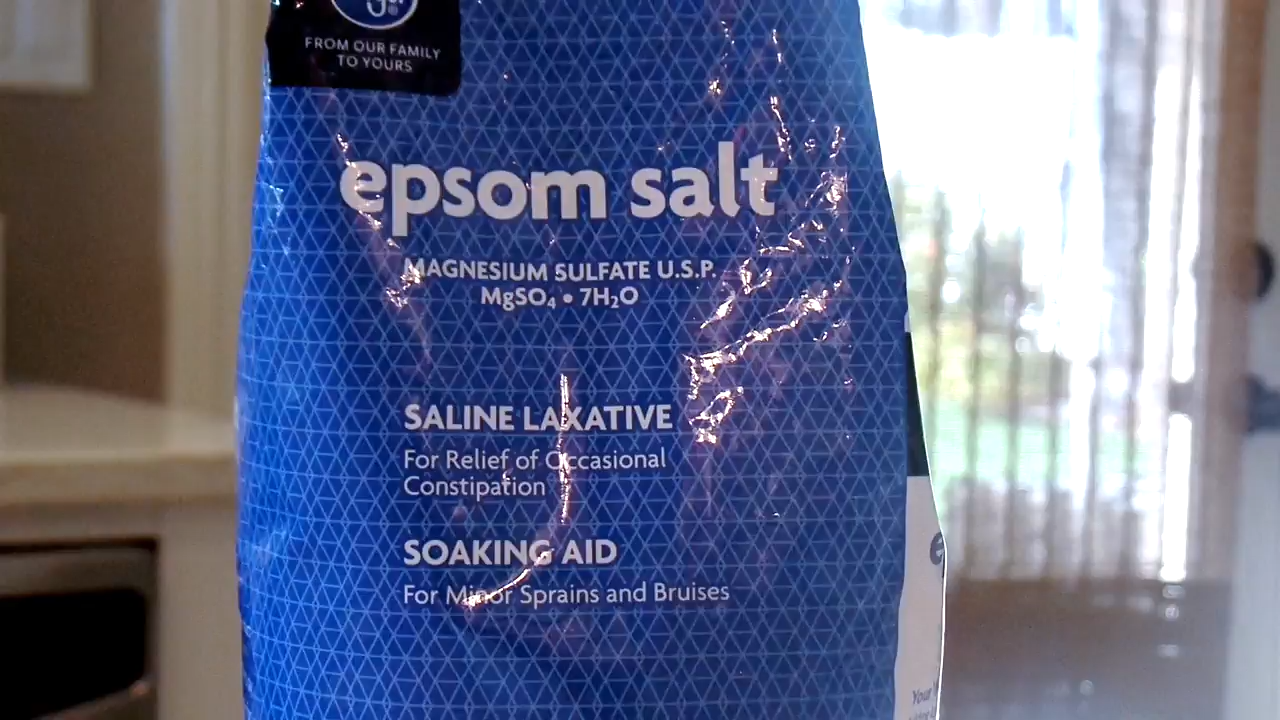 FROM OUR FAMILY
TO YOURS
epsom salt
MAGNESIUM SULFATE U.S.P.
MgSO₄ • 7H₂O
SALINE LAXATIVE
For Relief of Occasional
Constipation
SOAKING AID
For Minor Sprains and Bruises
Your